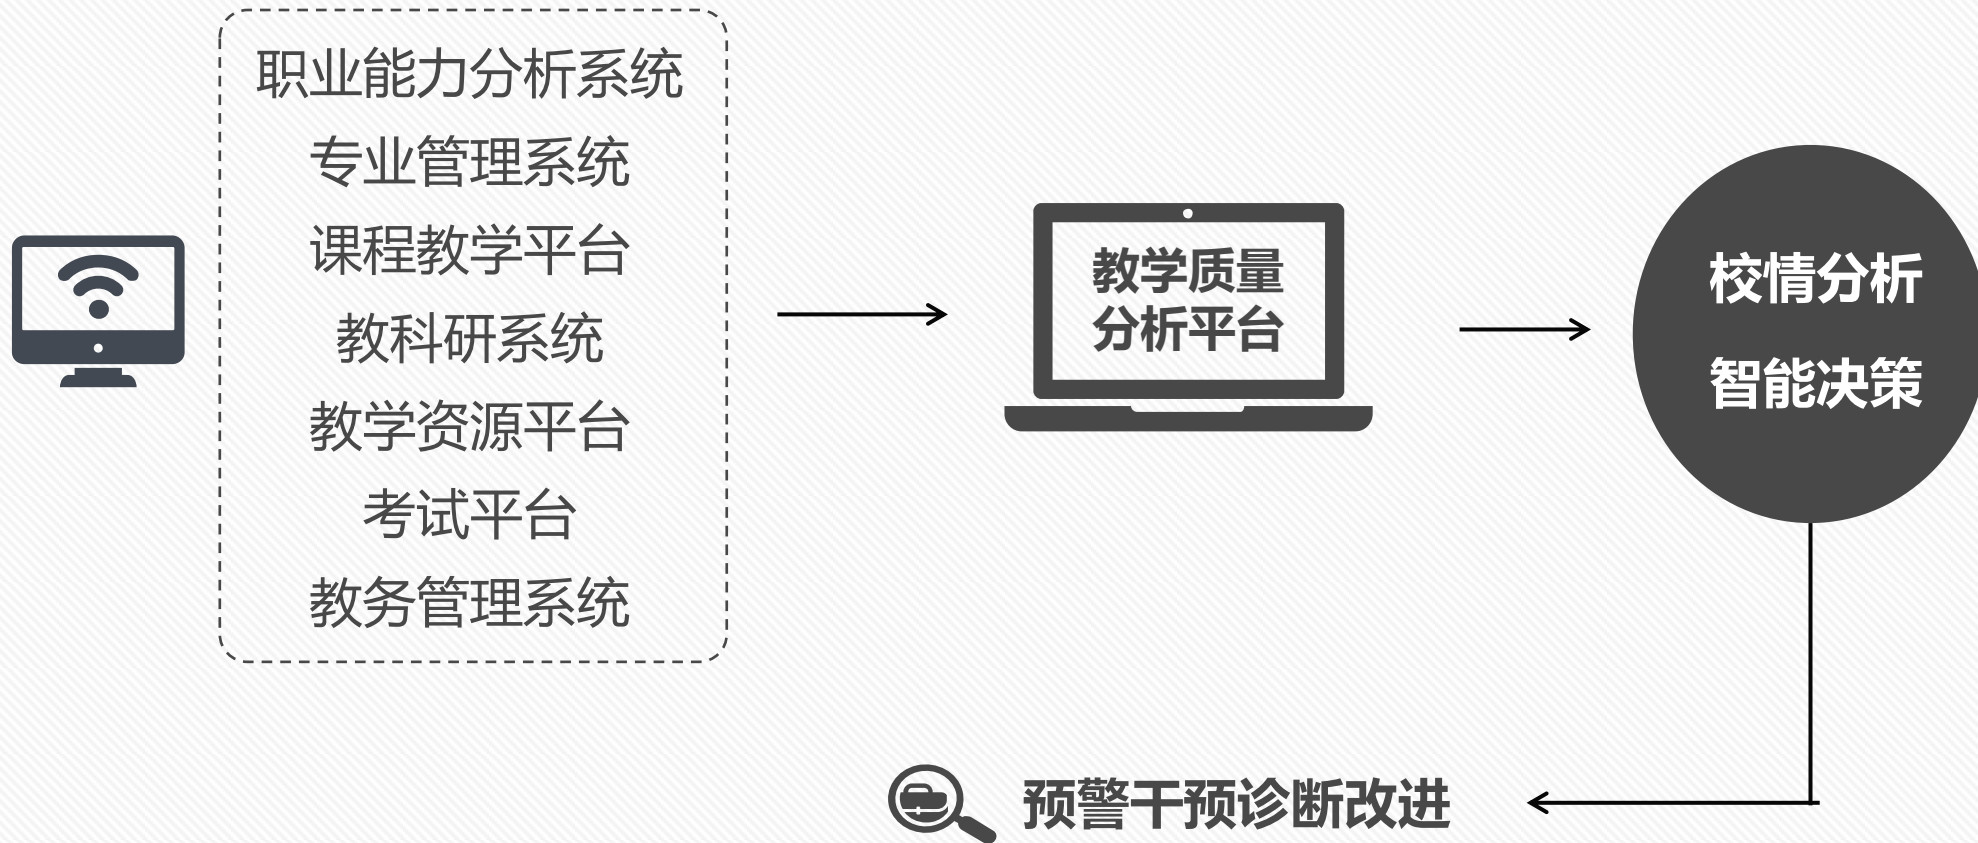 职业能力分析系统
专业管理系统
课程教学平台
教科研系统
教学资源平台
考试平台
教务管理系统
教学质量
分析平台
校情分析
智能决策
预警干预诊断改进